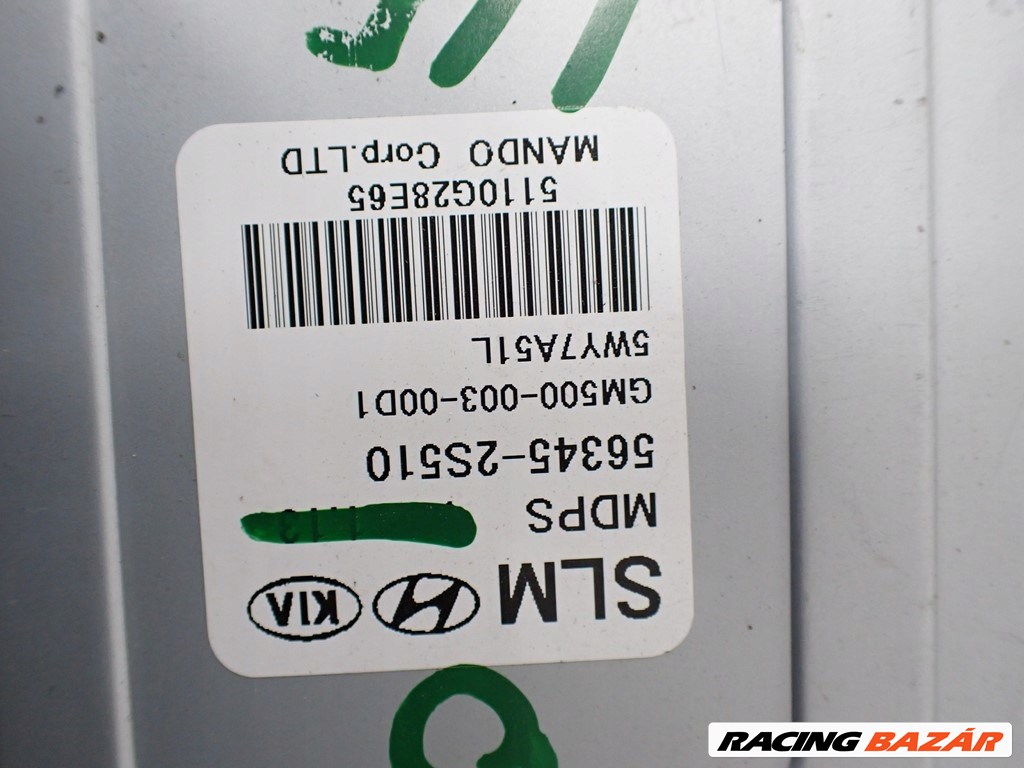 SLM KIA
MDPS
56345-2S510
GM500-003-00D1
5WY7A51L
5110G28E65
MANDO Corp.LTD
RACING BAZÁR